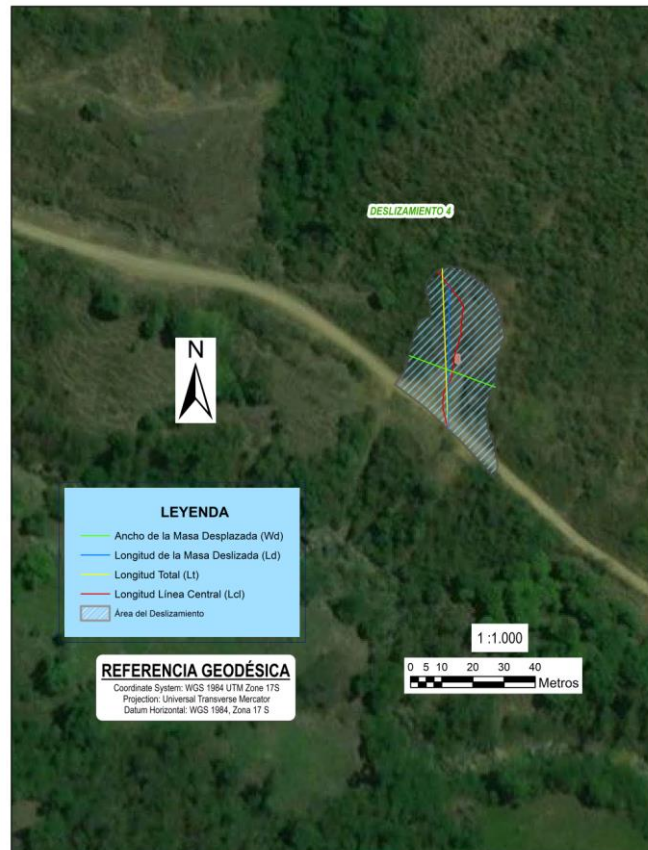 DESLIZAMIENTO 4
N
LEYENDA
Ancho de la Masa Desplazada (Wd)
Longitud de la Masa Deslizada (Ld)
Longitud Total (Lt)
Longitud Línea Central (Lcl)
Área del Deslizamiento
1 :1.000
0 5 10 20 30 40
Metros
REFERENCIA GEODÉSICA
Coordinate System: WGS 1984 UTM Zone 17S
Projection: Universal Transverse Mercator
Datum Horizontal: WGS 1984, Zona 17 S